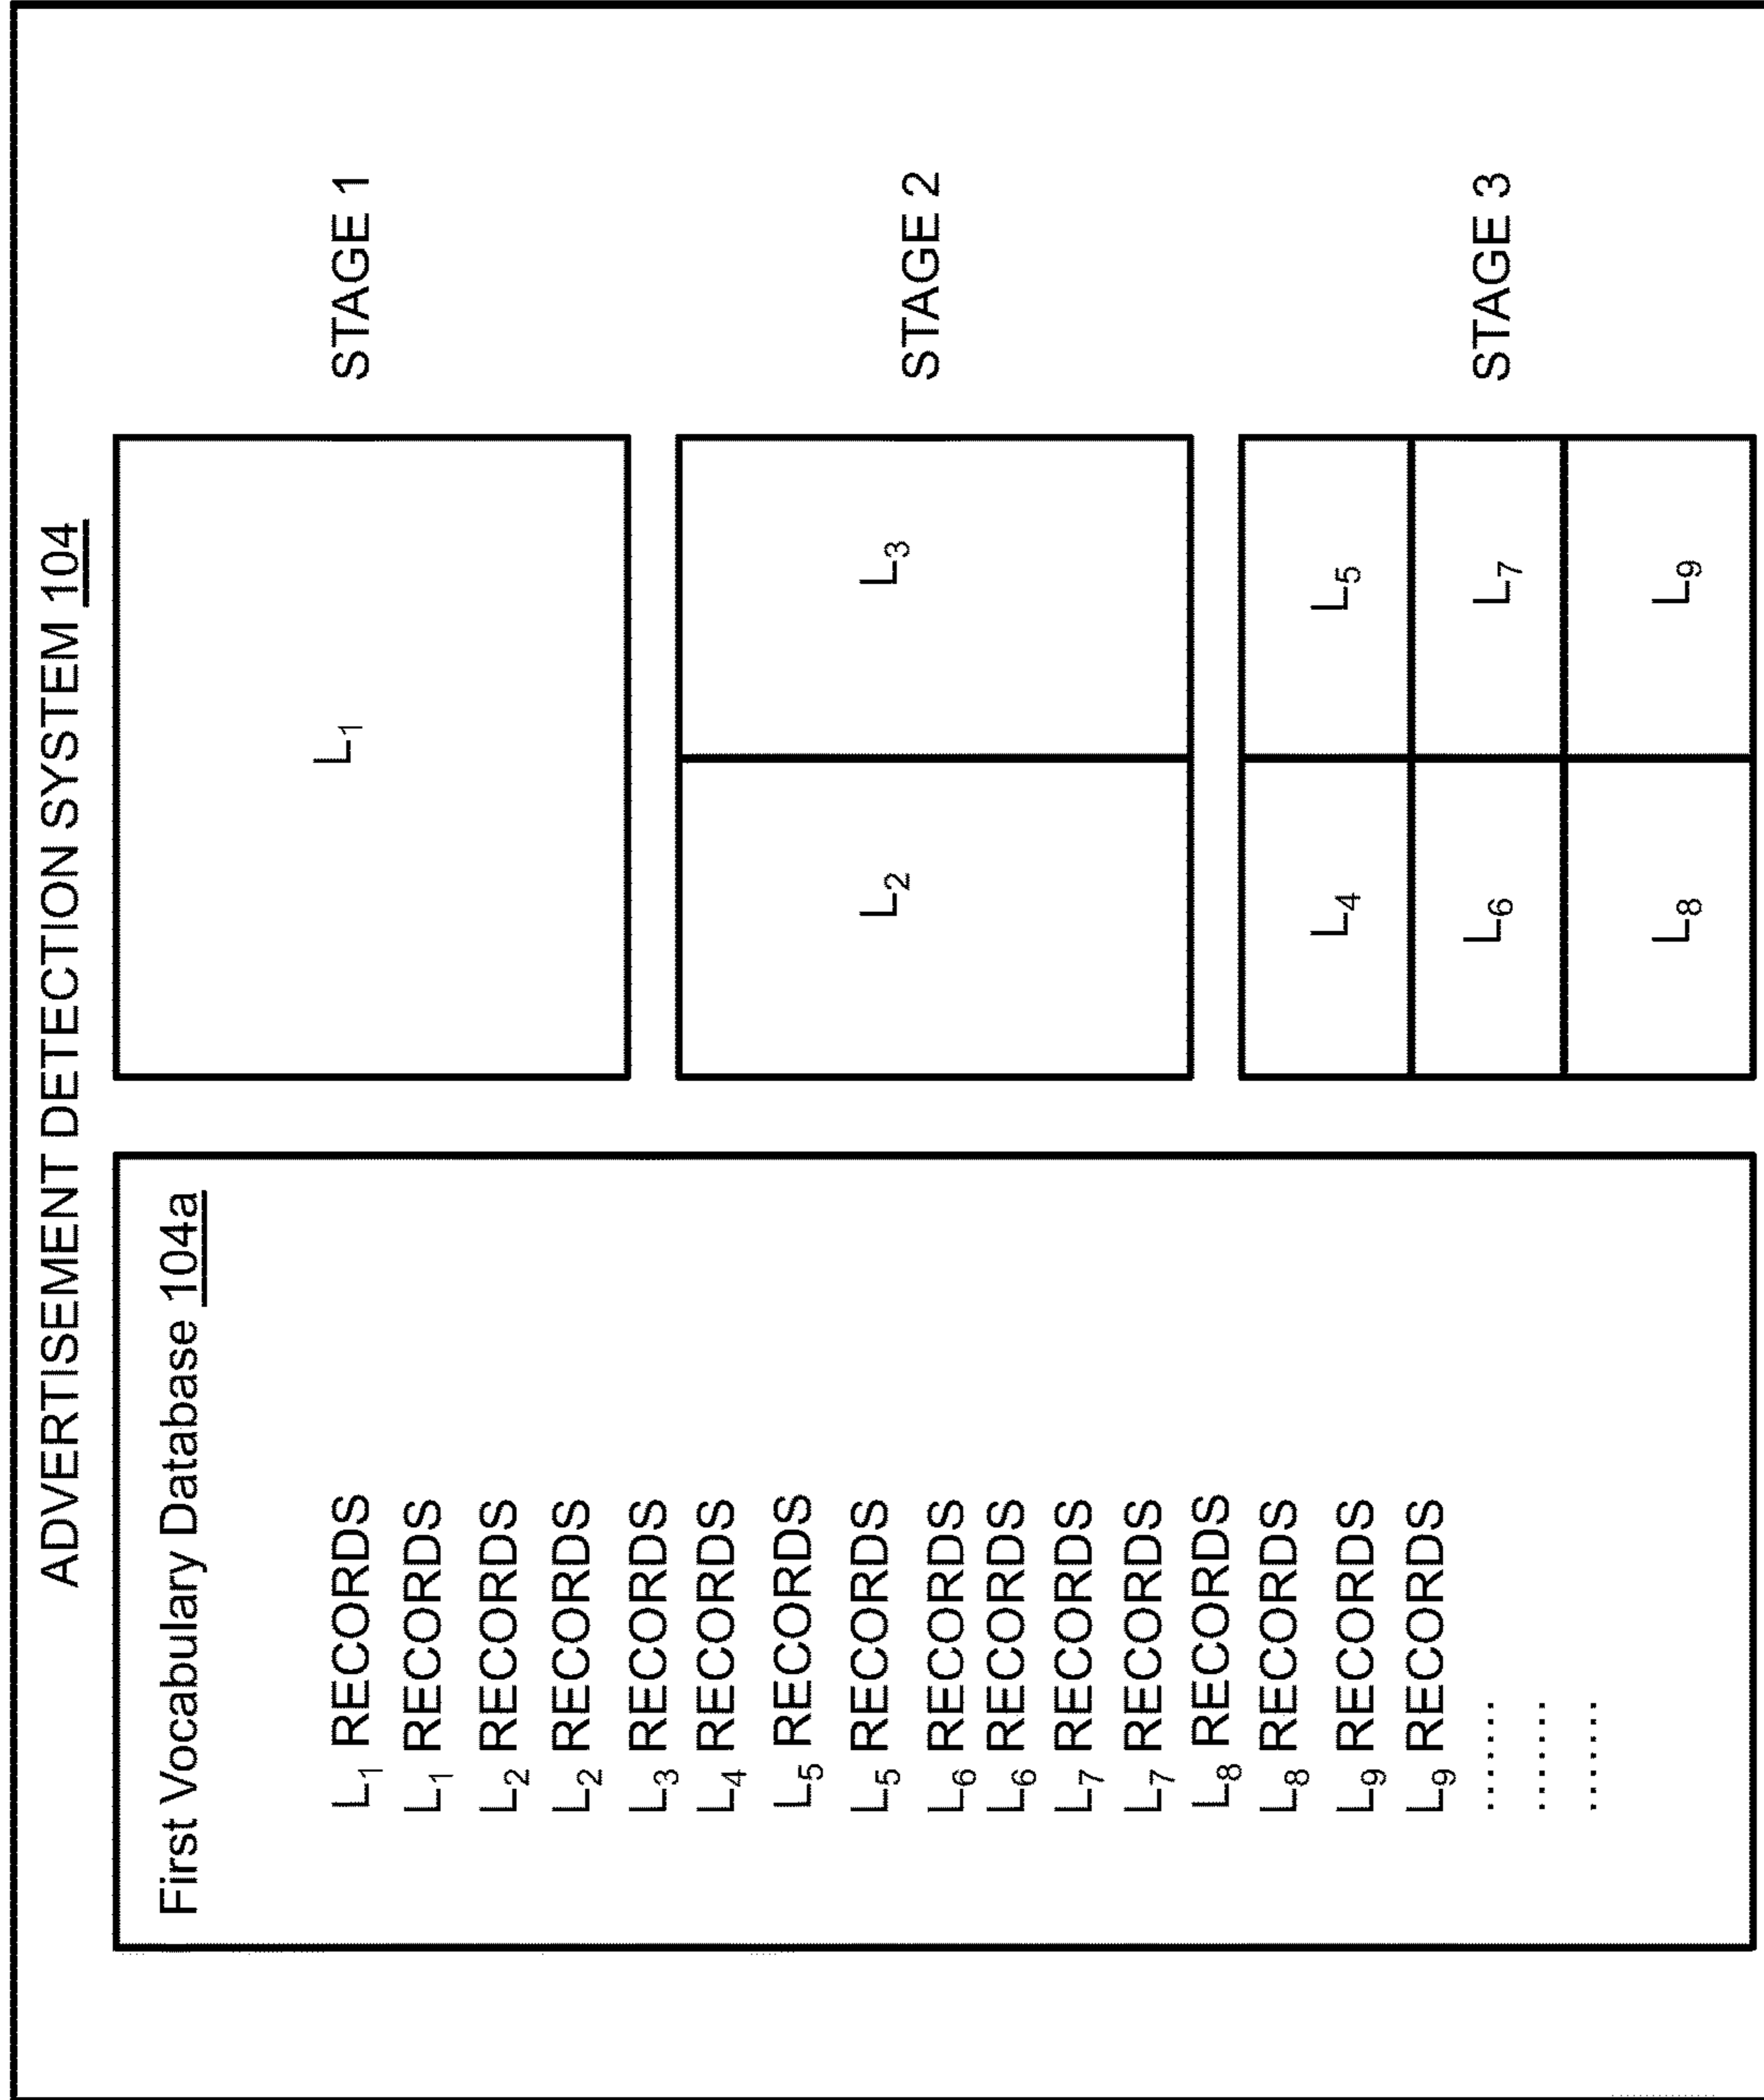 ADVERTISEMENT DETECTION SYSTEM 104
First Vocabulary Database 104a
L₁ RECORDS
L₁ RECORDS
L₂ RECORDS
L₂ RECORDS
L₃ RECORDS
L₄ RECORDS
L₅ RECORDS
L₅ RECORDS
L₆ RECORDS
L₆ RECORDS
L₇ RECORDS
L₇ RECORDS
L₈ RECORDS
L₈ RECORDS
L₉ RECORDS
L₉ RECORDS
.......
.......
.......
L₁
STAGE 1
L₂ L₃
STAGE 2
L₄ L₅
L₆ L₇
L₈ L₉
STAGE 3